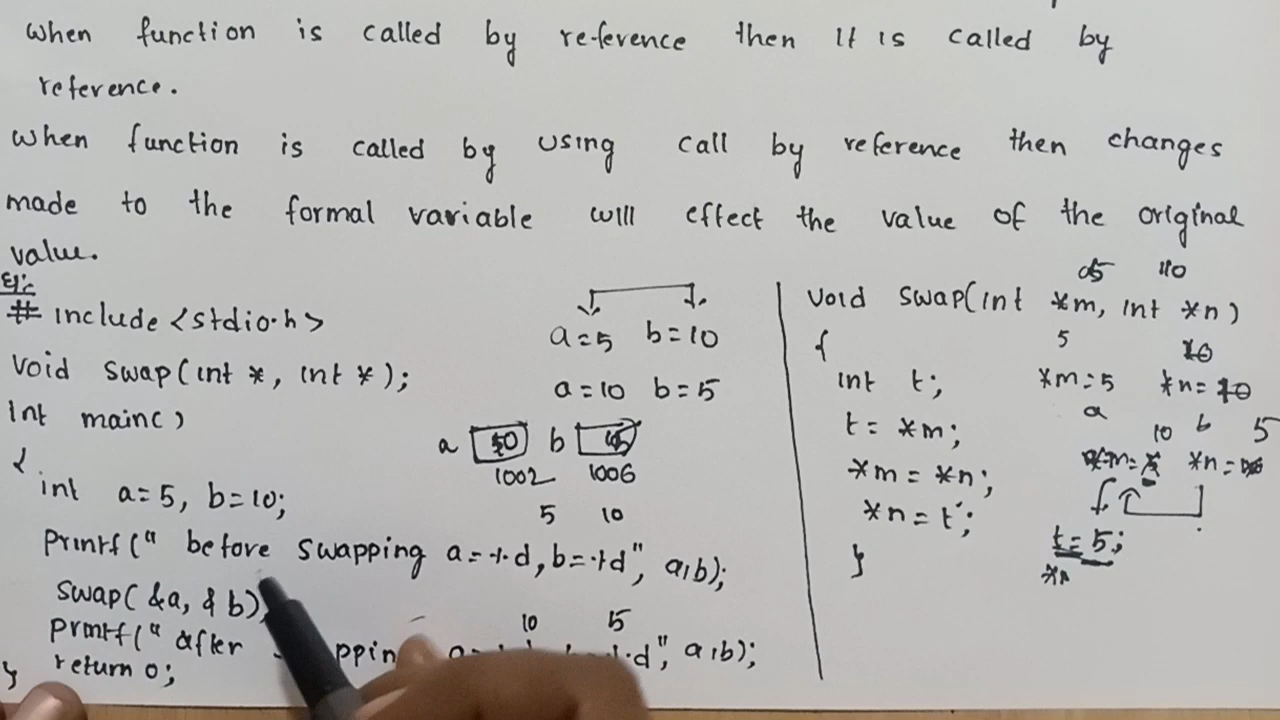 when function is called by reference then it is called by
reference.
when function is called by using call by reference then changes
made to the formal variable will effect the value of the original
value.
Eg:-
# include <stdio.h>
void swap(int *, int *);
int main()
{
int a=5, b=10;
printf(" before swapping a=%d, b=%d", a,b);
swap( &a, & b)
printf(" after pping d", a,b);
return 0;
}
a=5 b=10
a=10 b=5
a b
1002 1006
5 10
10 5
void swap(int *m, int *n)
{
int t;
t= *m;
*m = *n;
*n = t;
}
5 10
5 10
*m=5 *n=10
a b
10 5
*m= *n=
t=5;
*n